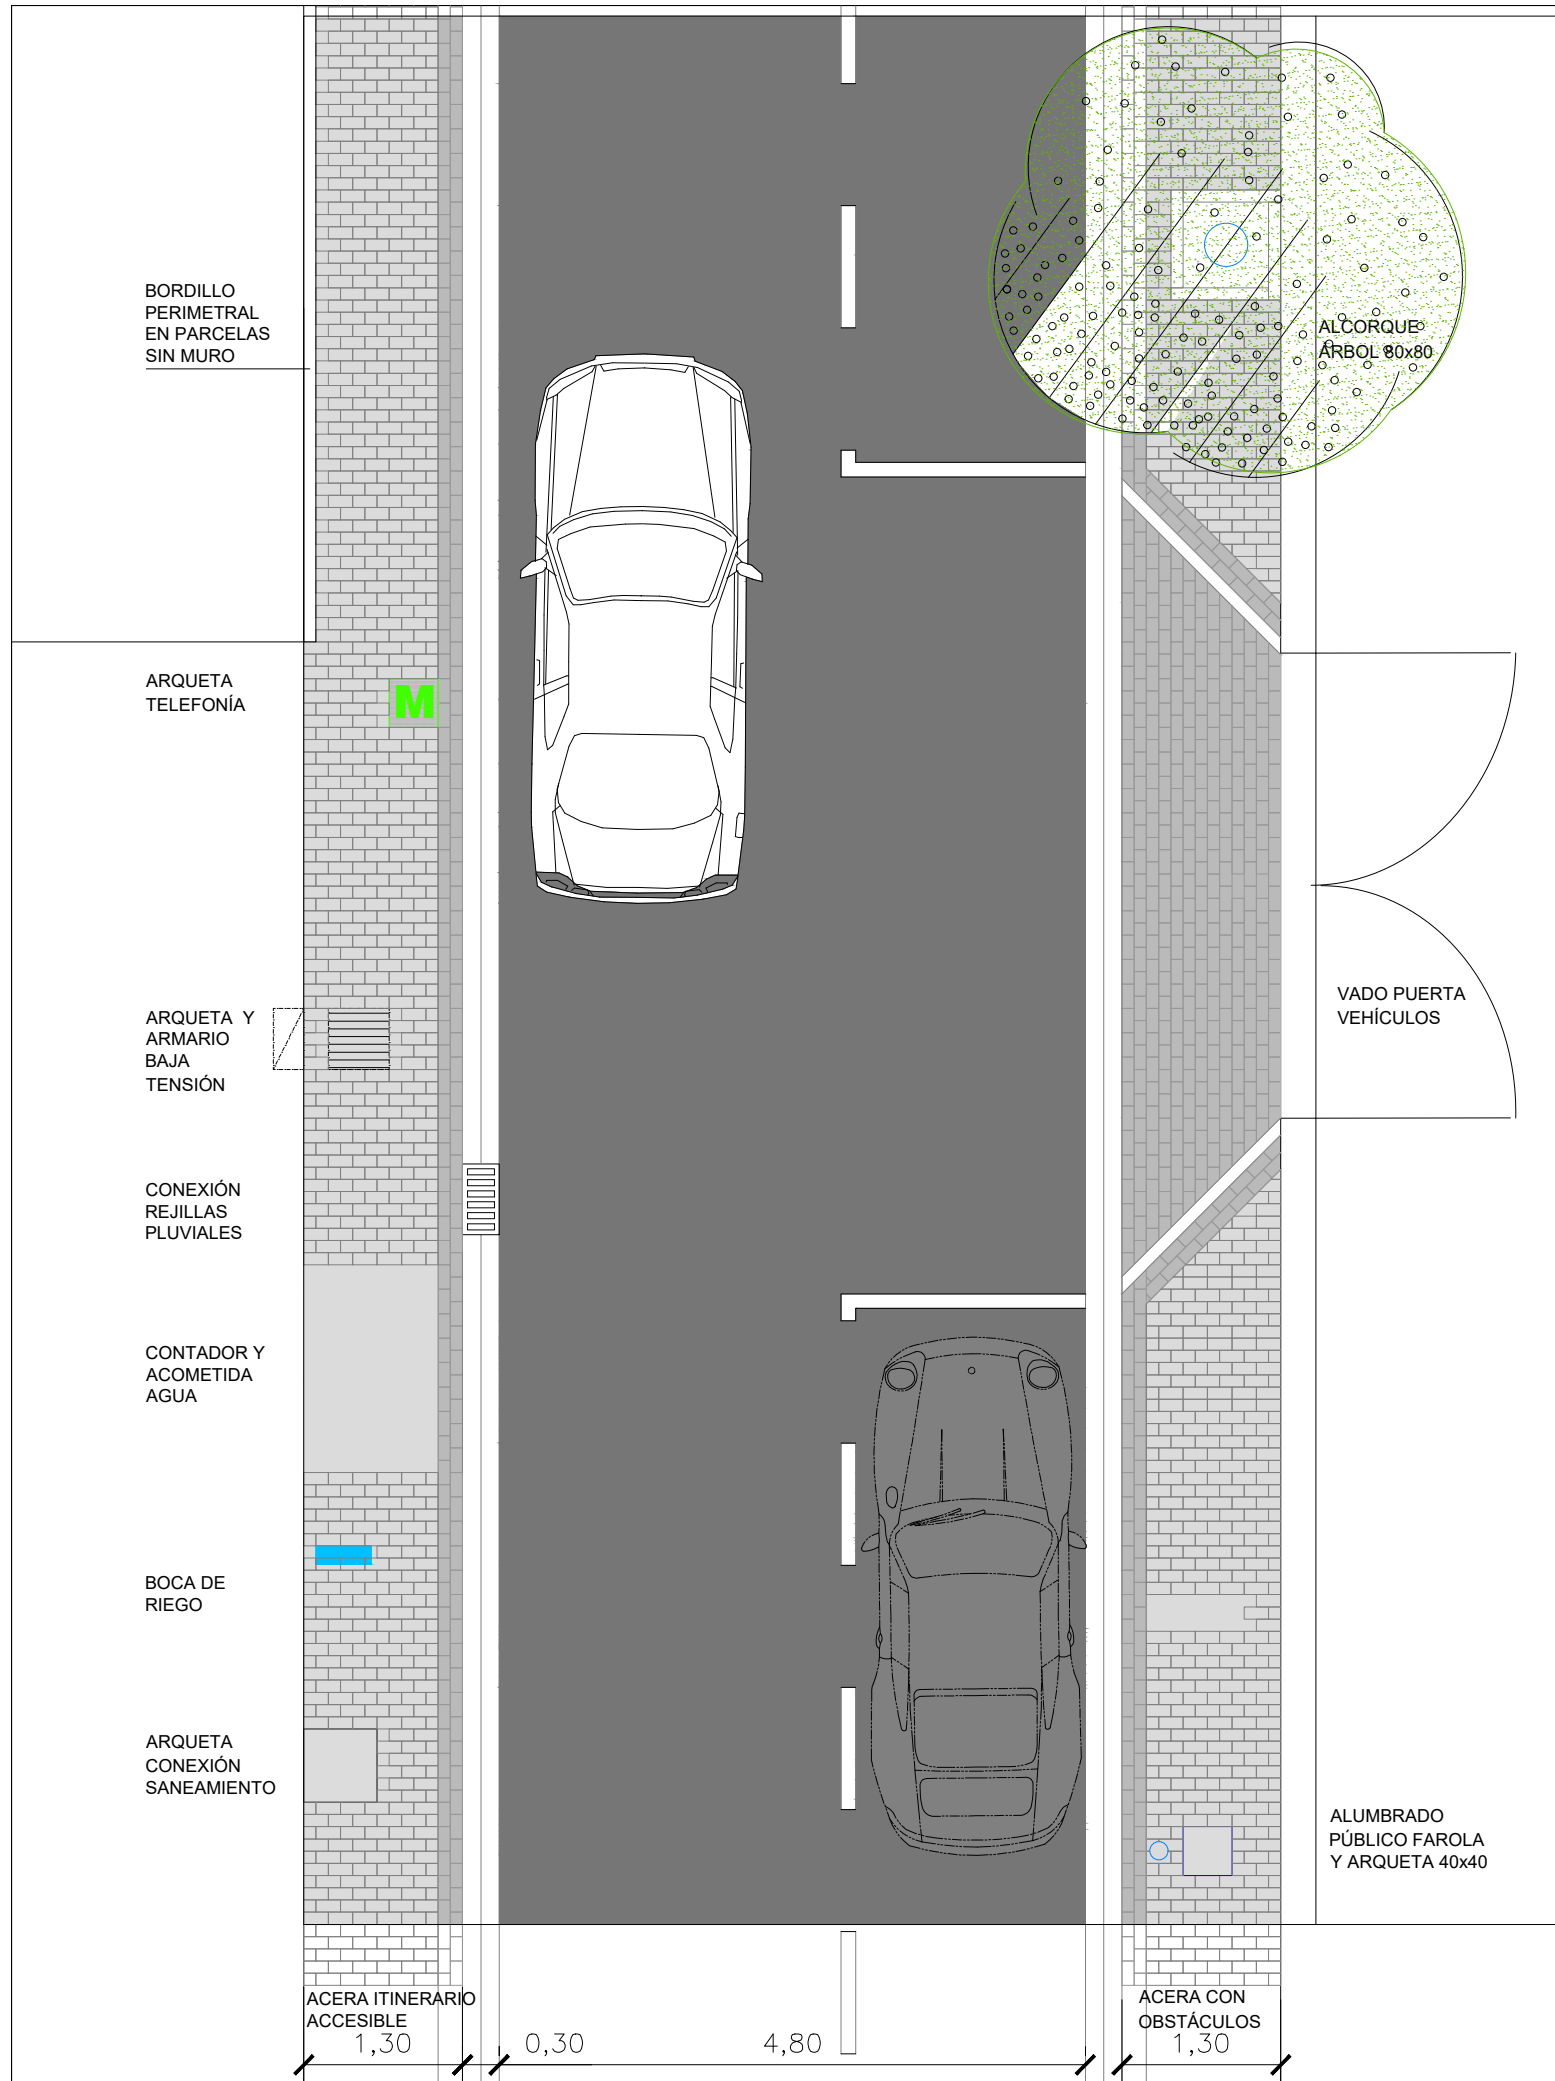 BORDILLO
PERIMETRAL
EN PARCELAS
SIN MURO
ALCORQUE
ÁRBOL 80x80
ARQUETA
TELEFONÍA
M
ARQUETA Y
ARMARIO
BAJA
TENSIÓN
VADO PUERTA
VEHÍCULOS
CONEXIÓN
REJILLAS
PLUVIALES
CONTADOR Y
ACOMETIDA
AGUA
BOCA DE
RIEGO
ARQUETA
CONEXIÓN
SANEAMIENTO
ALUMBRADO
PÚBLICO FAROLA
Y ARQUETA 40x40
ACERA ITINERARIO
ACCESIBLE
ACERA CON
OBSTÁCULOS
1,30
0,30
4,80
1,30